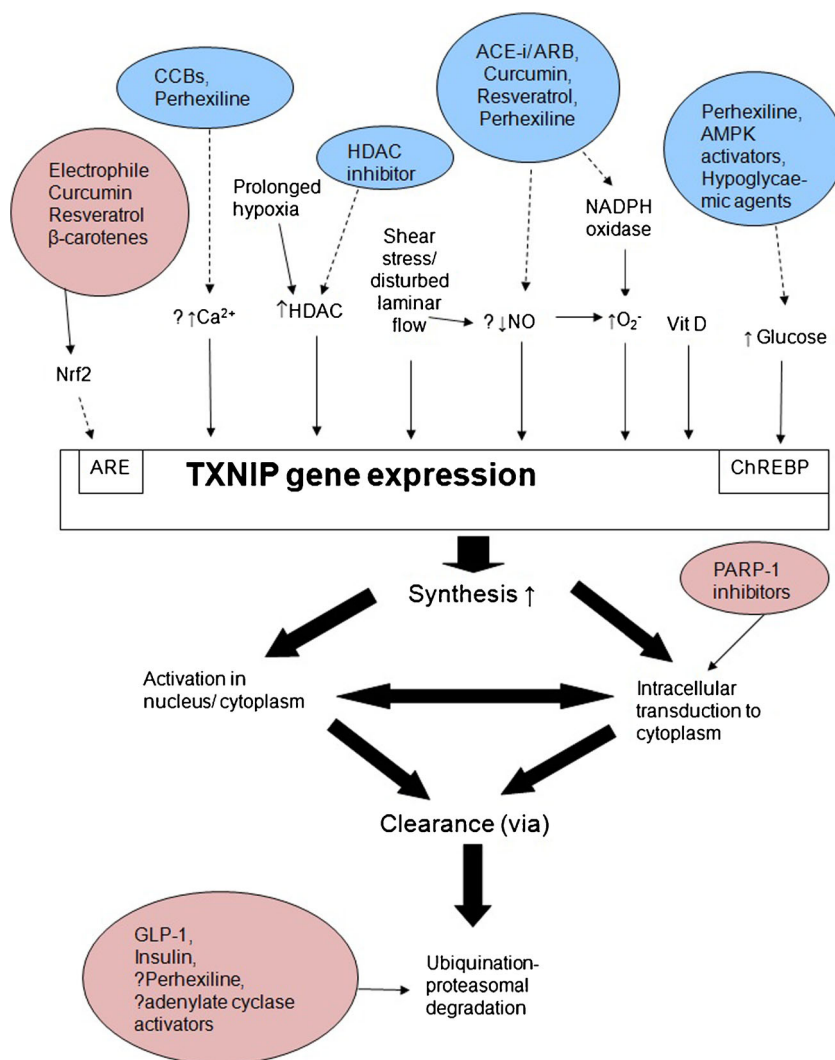 CCBs,
Perhexiline
ACE-i/ARB,
Curcumin,
Resveratrol,
Perhexiline
Perhexiline,
AMPK
activators,
Hypoglycae-
mic agents
Electrophile
Curcumin
Resveratrol
β-carotenes
HDAC
inhibitor
Prolonged
hypoxia
NADPH
oxidase
Shear
stress/
disturbed
laminar
flow
? ↑Ca²⁺
↑HDAC
? ↓NO
↑O₂⁻
Vit D
↑ Glucose
Nrf2
ARE
TXNIP gene expression
ChREBP
PARP-1
inhibitors
Synthesis ↑
Activation in
nucleus/ cytoplasm
Intracellular
transduction to
cytoplasm
Clearance (via)
GLP-1,
Insulin,
?Perhexiline,
?adenylate cyclase
activators
Ubiquination-
proteasomal
degradation